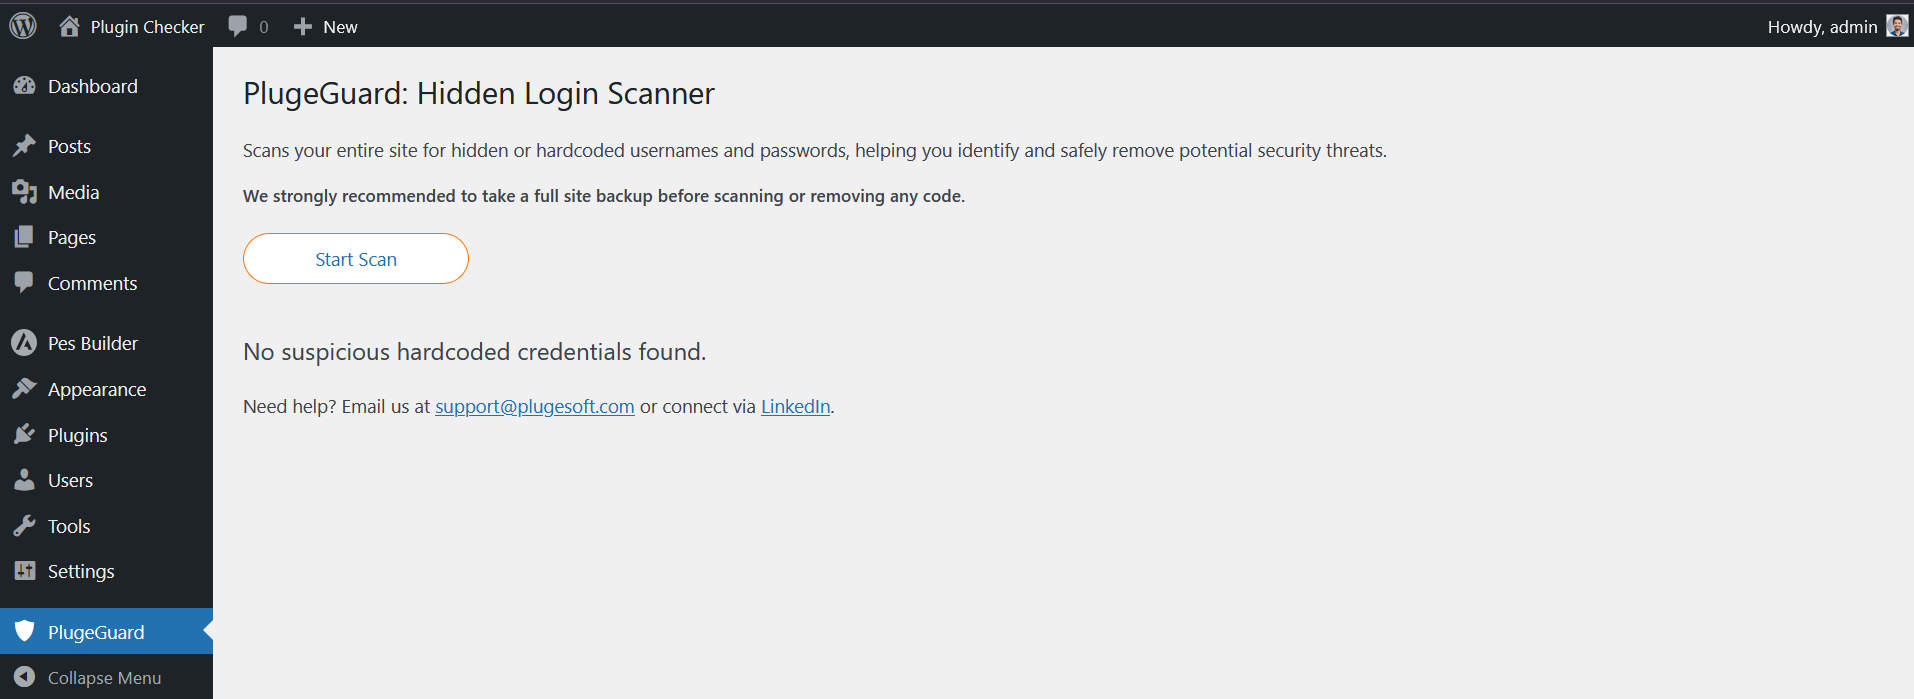 Plugin Checker 0 New Howdy, admin
Dashboard
Posts
Media
Pages
Comments
Pes Builder
Appearance
Plugins
Users
Tools
Settings
PlugeGuard
Collapse Menu
PlugeGuard: Hidden Login Scanner
Scans your entire site for hidden or hardcoded usernames and passwords, helping you identify and safely remove potential security threats.
We strongly recommended to take a full site backup before scanning or removing any code.
Start Scan
No suspicious hardcoded credentials found.
Need help? Email us at support@plugesoft.com or connect via LinkedIn.